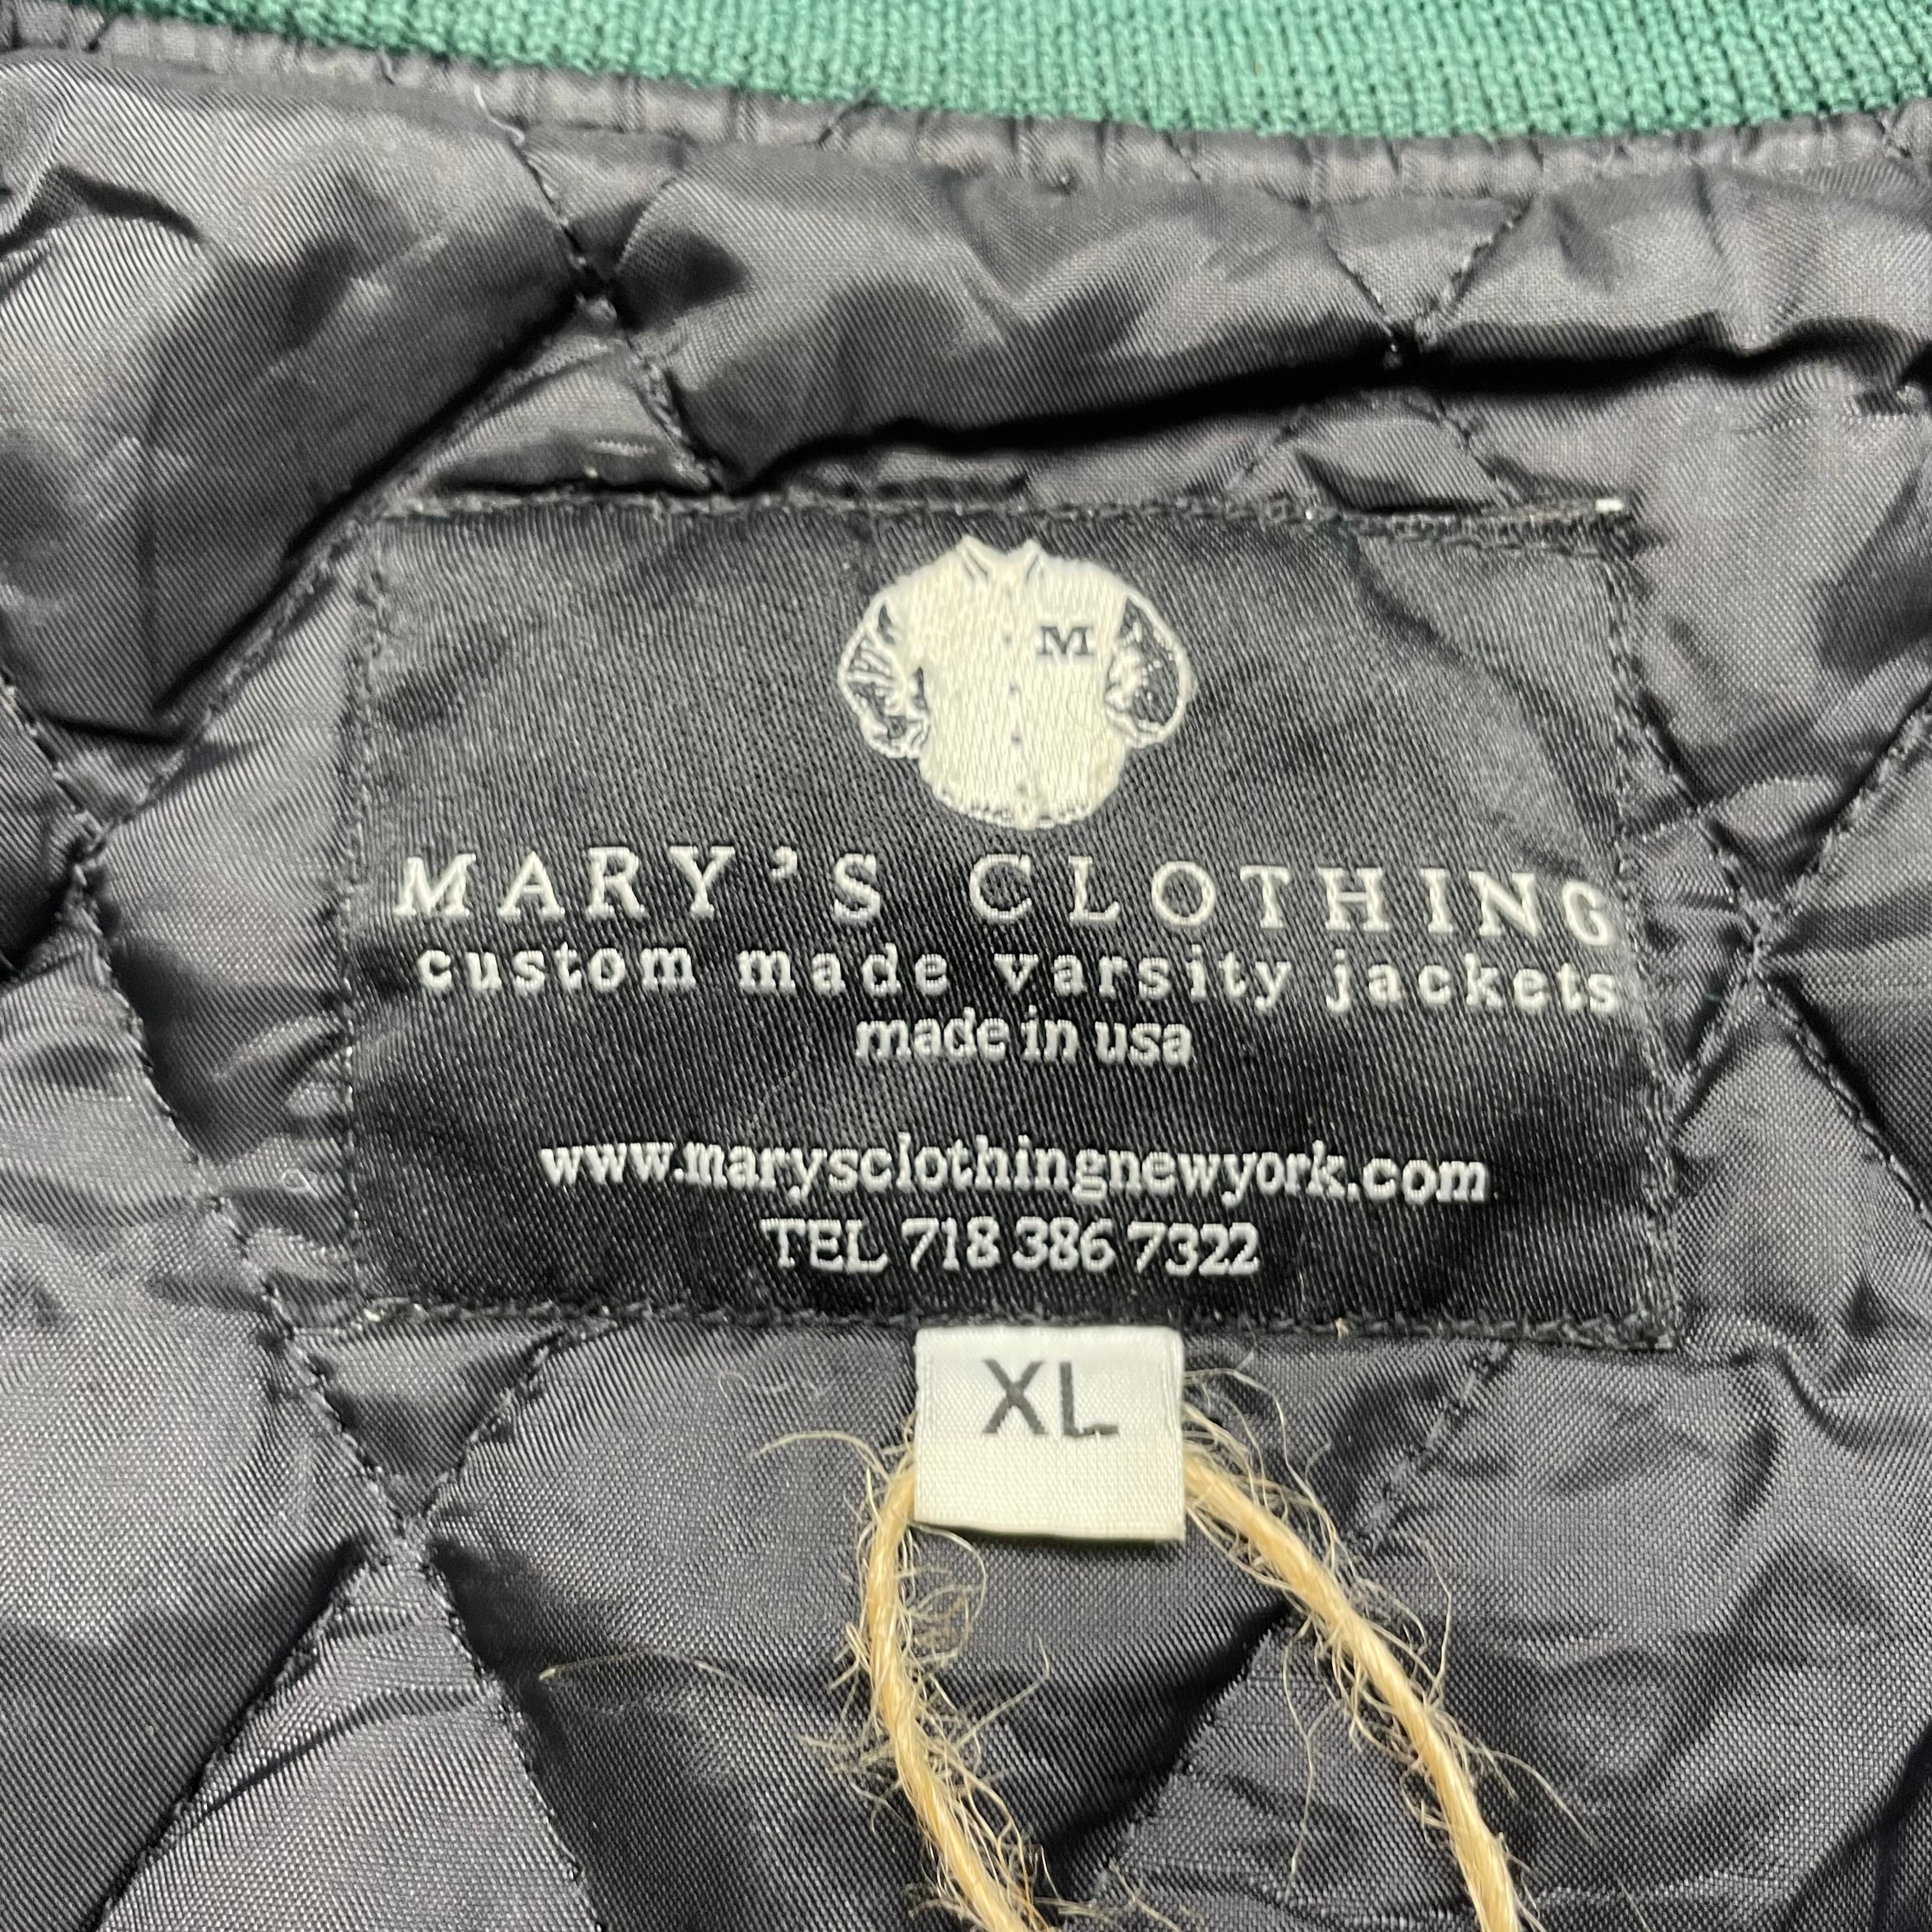 M
MARY'S CLOTHING
custom made varsity jackets
made in usa
www.marysclothingnewyork.com
TEL 718 386 7322
XL